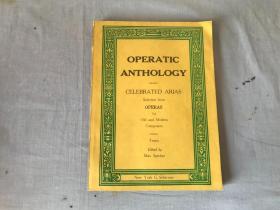 OPERATIC
ANTHOLOGY
CELEBRATED ARIAS
Selected from
OPERAS
by
Old and Modern
Composers
Tenor
Edited by
Max Spicker
New York G. Schirmer